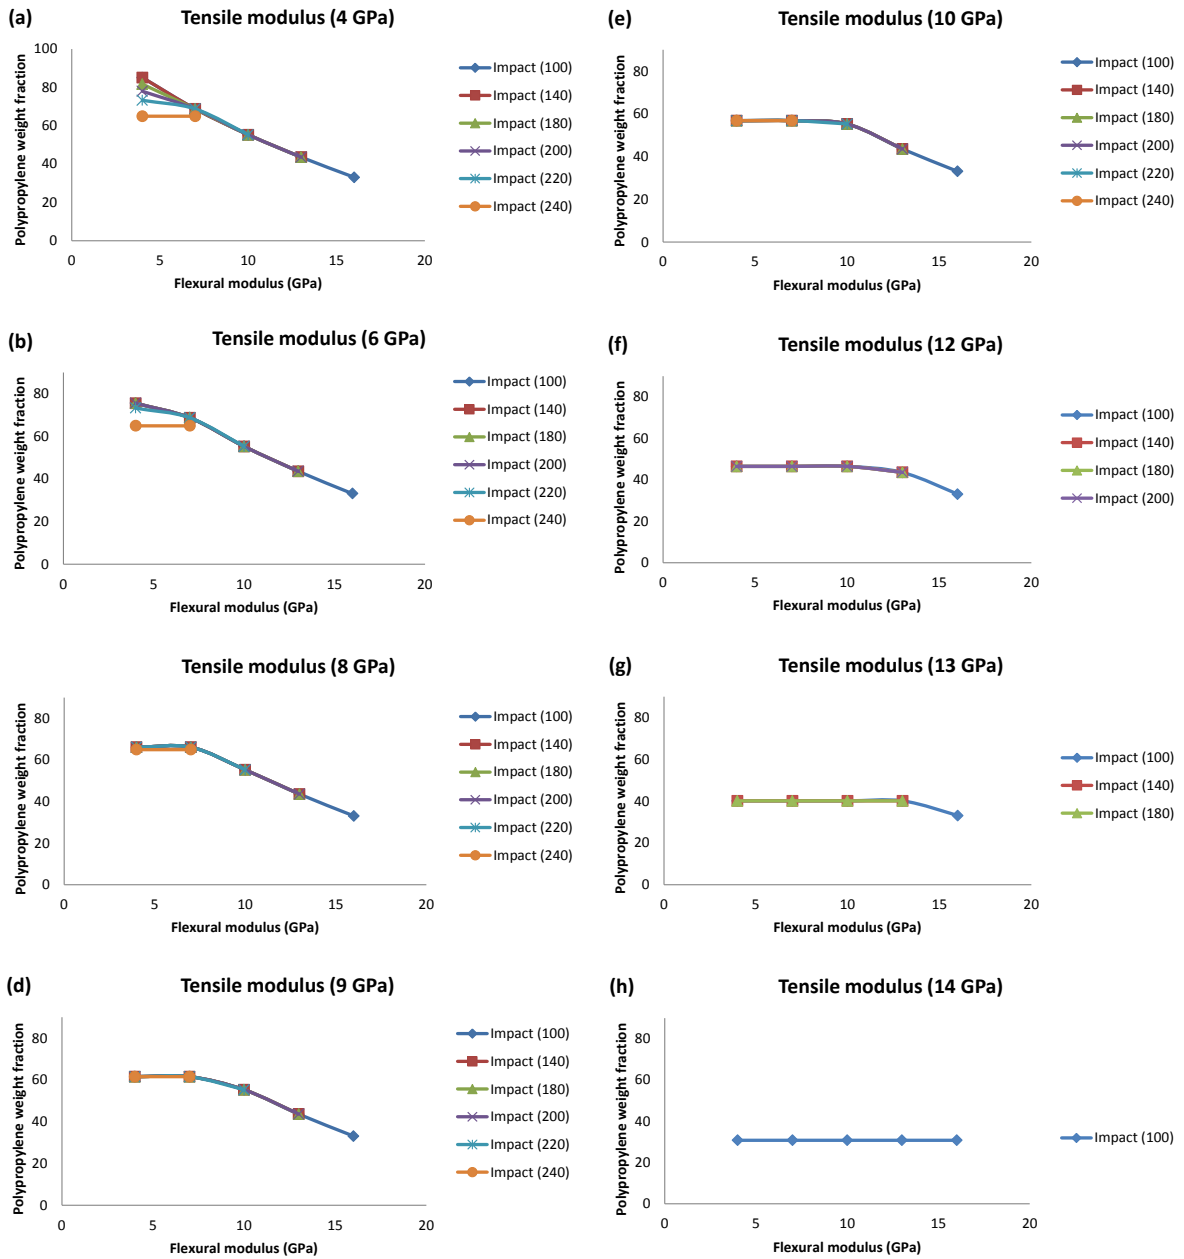 (a)
Tensile modulus (4 GPa)
Polypropylene weight fraction
100
80
60
40
20
0
0 5 10 15 20
Flexural modulus (GPa)
Impact (100)
Impact (140)
Impact (180)
Impact (200)
Impact (220)
Impact (240)
(b)
Tensile modulus (6 GPa)
Polypropylene weight fraction
80
60
40
20
0
0 5 10 15 20
Flexural modulus (GPa)
Impact (100)
Impact (140)
Impact (180)
Impact (200)
Impact (220)
Impact (240)
Tensile modulus (8 GPa)
Polypropylene weight fraction
80
60
40
20
0
0 5 10 15 20
Flexural modulus (GPa)
Impact (100)
Impact (140)
Impact (180)
Impact (200)
Impact (220)
Impact (240)
(d)
Tensile modulus (9 GPa)
Polypropylene weight fraction
80
60
40
20
0
0 5 10 15 20
Flexural modulus (GPa)
Impact (100)
Impact (140)
Impact (180)
Impact (200)
Impact (220)
Impact (240)
(e)
Tensile modulus (10 GPa)
Polypropylene weight fraction
80
60
40
20
0
0 5 10 15 20
Flexural modulus (GPa)
Impact (100)
Impact (140)
Impact (180)
Impact (200)
Impact (220)
Impact (240)
(f)
Tensile modulus (12 GPa)
Polypropylene weight fraction
80
60
40
20
0
0 5 10 15 20
Flexural modulus (GPa)
Impact (100)
Impact (140)
Impact (180)
Impact (200)
(g)
Tensile modulus (13 GPa)
Polypropylene weight fraction
80
60
40
20
0
0 5 10 15 20
Flexural modulus (GPa)
Impact (100)
Impact (140)
Impact (180)
(h)
Tensile modulus (14 GPa)
Polypropylene weight fraction
80
60
40
20
0
0 5 10 15 20
Flexural modulus (GPa)
Impact (100)